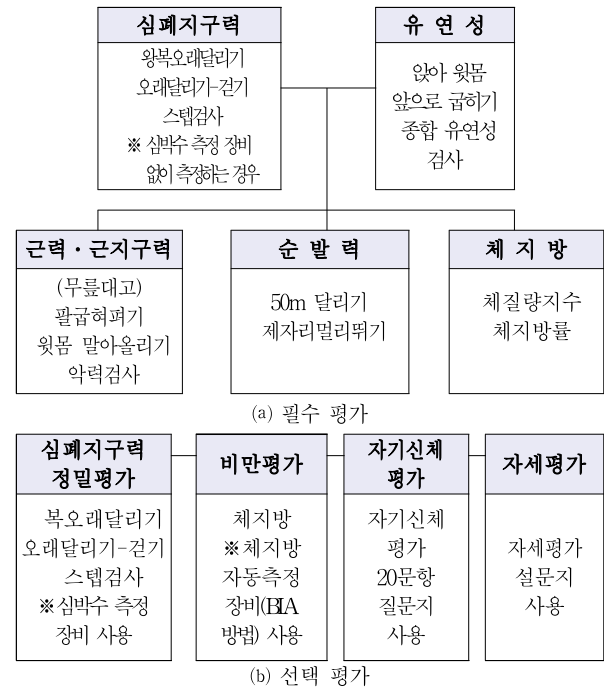 심폐지구력
왕복오래달리기
오래달리기-걷기
스텝검사
※ 심박수 측정 장비
없이 측정하는 경우
유 연 성
앉아 윗몸
앞으로 굽히기
종합 유연성
검사
근력·근지구력
(무릎대고)
팔굽혀펴기
윗몸 말아올리기
악력검사
순 발 력
50m 달리기
제자리멀리뛰기
체 지 방
체질량지수
체지방률
(a) 필수 평가
심폐지구력
정밀평가
복오래달리기
오래달리기-걷기
스텝검사
※심박수 측정
장비 사용
비만평가
체지방
※체지방
자동측정
장비(BIA
방법) 사용
자기신체
평가
자기신체
평가
20문항
질문지
사용
자세평가
자세평가
설문지
사용
(b) 선택 평가